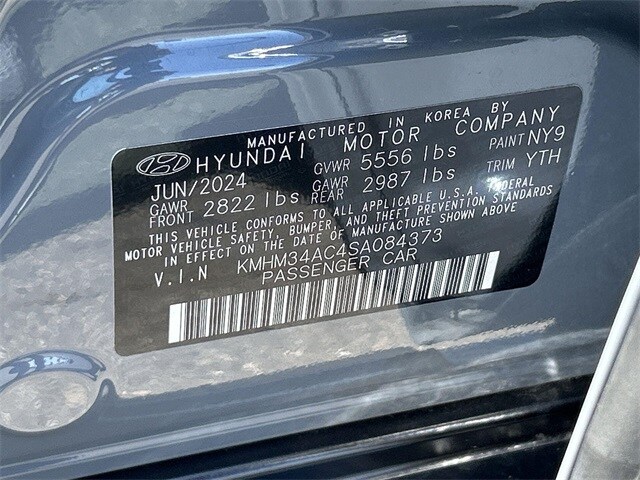 MANUFACTURED IN KOREA BY
HYUNDAI MOTOR COMPANY
JUN/2024 GVWR 5556 lbs PAINT NY9
GAWR FRONT 2822 lbs GAWR REAR 2987 lbs TRIM YTH
THIS VEHICLE CONFORMS TO ALL APPLICABLE U.S.A. FEDERAL
MOTOR VEHICLE SAFETY, BUMPER, AND THEFT PREVENTION STANDARDS
IN EFFECT ON THE DATE OF MANUFACTURE SHOWN ABOVE.
V.I.N KMHM34AC4SA084373
PASSENGER CAR